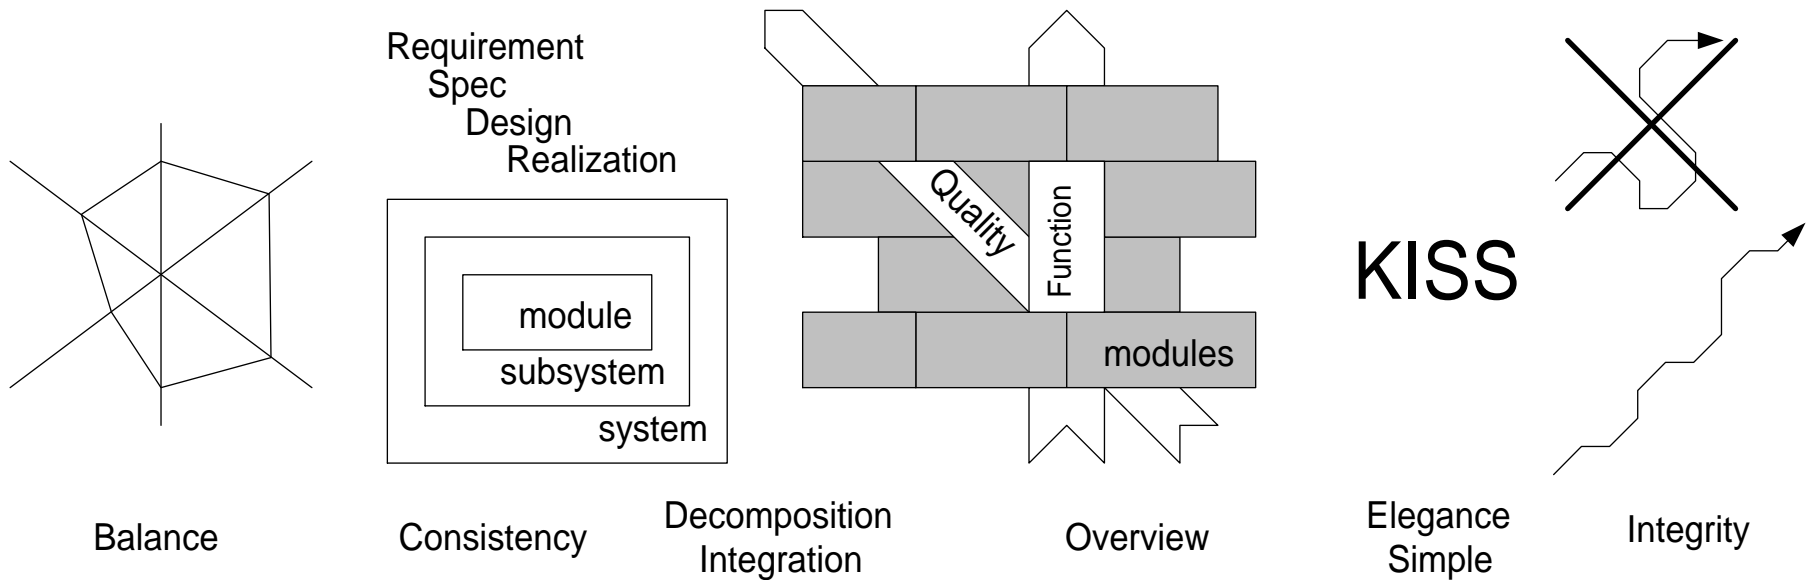 Requirement
Spec
Design
Realization
module
subsystem
system
Quality
Function
modules
KISS
Balance
Consistency
Decomposition
Integration
Overview
Elegance
Simple
Integrity